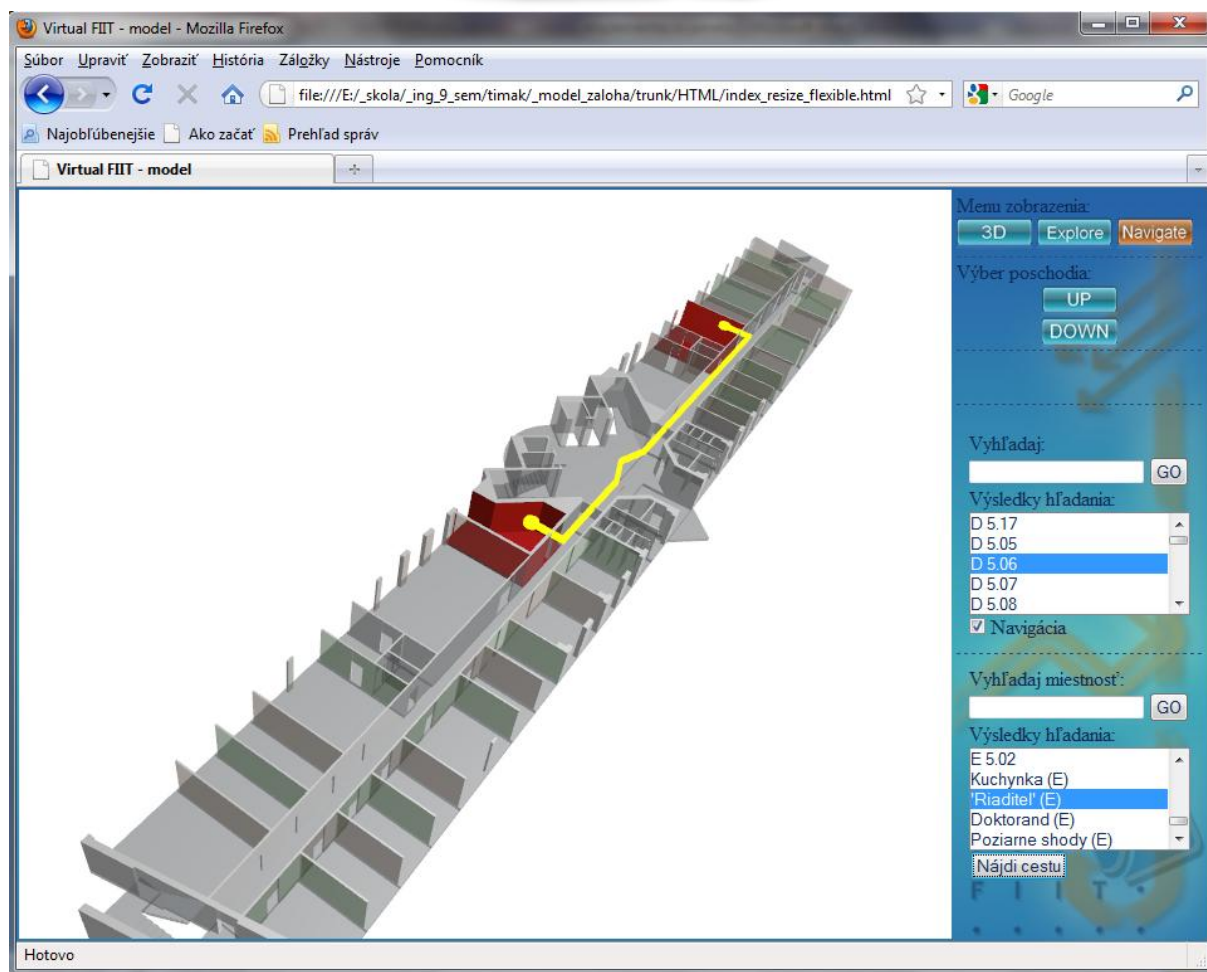 Virtual FIIT - model - Mozilla Firefox
Súbor Upraviť Zobraziť História Záložky Nástroje Pomocník
file:///E:/_skola/_ing_9_sem/timak/_model_zaloha/trunk/HTML/index_resize_flexible.html Google
Najobľúbenejšie Ako začať Prehľad správ
Virtual FIIT - model
Menu zobrazenia:
3D Explore Navigate
Výber poschodia:
UP
DOWN
Vyhľadaj:
GO
Výsledky hľadania:
D 5.17
D 5.05
D 5.06
D 5.07
D 5.08
Navigácia
Vyhľadaj miestnosť:
GO
Výsledky hľadania:
E 5.02
Kuchynka (E)
'Riaditel' (E)
Doktorand (E)
Poziarne shody (E)
Nájdi cestu
F I I T
Hotovo